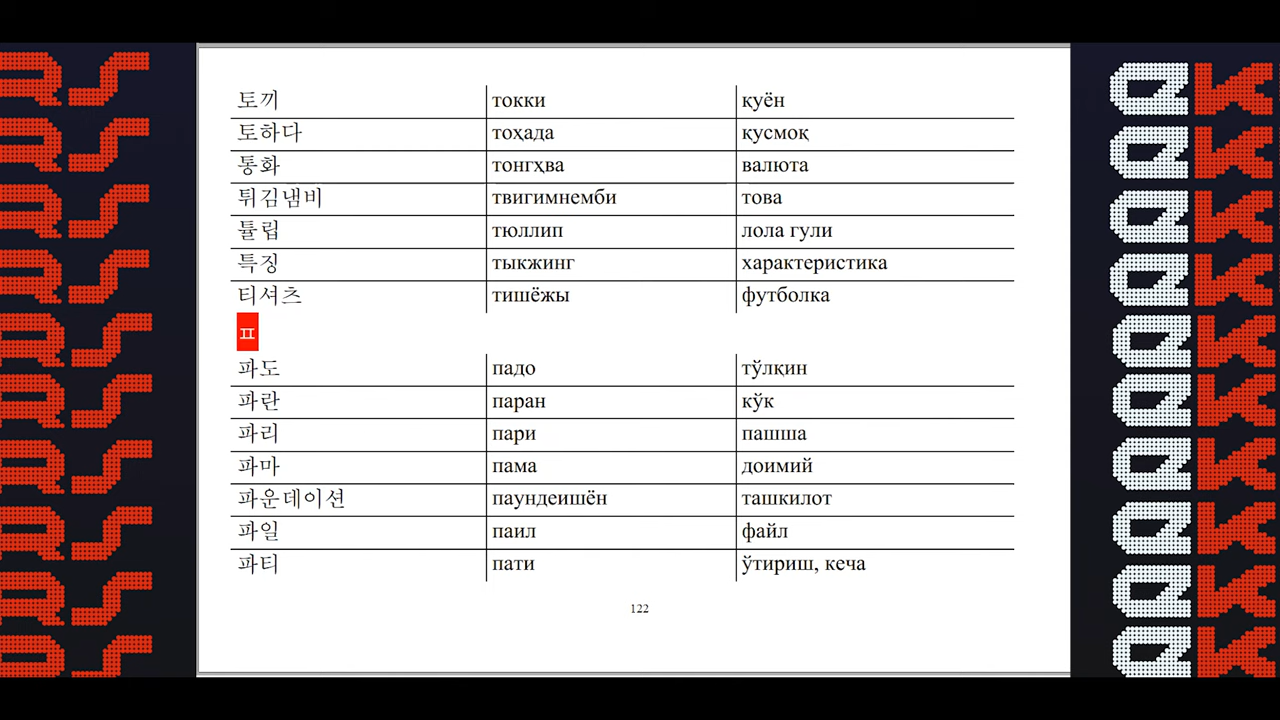 토끼 токки қуён
토하다 тоҳада қусмоқ
통화 тонгҳва валюта
튀김냄비 твигимнемби това
튤립 тюллип лола гули
특징 тыкжинг характеристика
티셔츠 тишёжы футболка
ㅍ
파도 падо тўлқин
파란 паран кўк
파리 пари пашша
파마 пама доимий
파운데이션 паундеишён ташкилот
파일 паил файл
파티 пати ўтириш, кеча
122